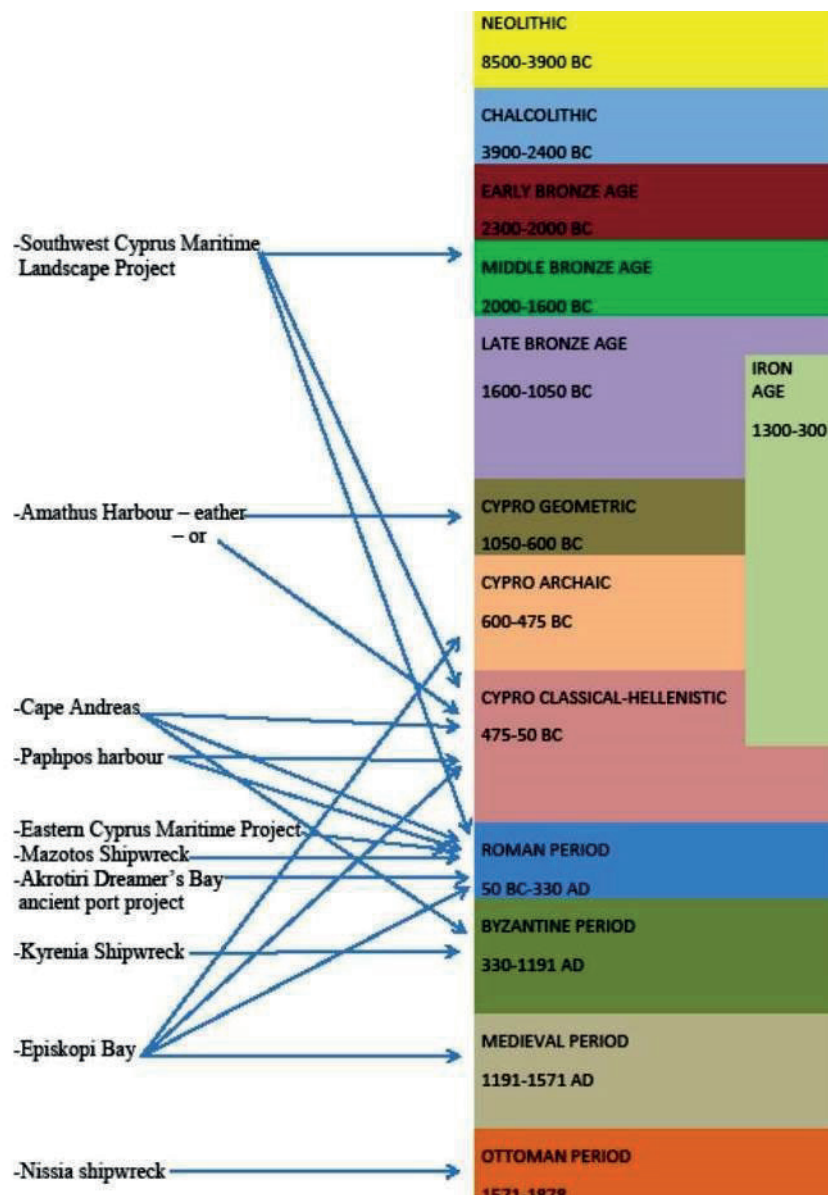 -Southwest Cyprus Maritime
Landscape Project
-Amathus Harbour – eather
– or
-Cape Andreas
-Paphpos harbour
-Eastern Cyprus Maritime Project
-Mazotos Shipwreck
-Akrotiri Dreamer's Bay
ancient port project
-Kyrenia Shipwreck
-Episkopi Bay
-Nissia shipwreck
NEOLITHIC
8500-3900 BC
CHALCOLITHIC
3900-2400 BC
EARLY BRONZE AGE
2300-2000 BC
MIDDLE BRONZE AGE
2000-1600 BC
LATE BRONZE AGE
1600-1050 BC
IRON
AGE
1300-300
CYPRO GEOMETRIC
1050-600 BC
CYPRO ARCHAIC
600-475 BC
CYPRO CLASSICAL-HELLENISTIC
475-50 BC
ROMAN PERIOD
50 BC-330 AD
BYZANTINE PERIOD
330-1191 AD
MEDIEVAL PERIOD
1191-1571 AD
OTTOMAN PERIOD
1571-1878